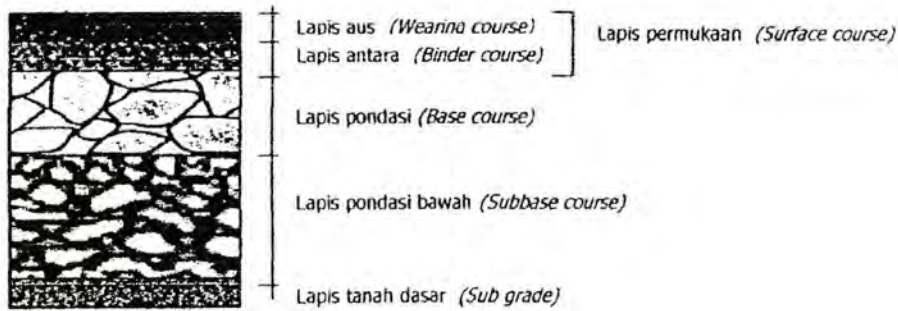 Lapis aus (Wearing course)
Lapis permukaan (Surface course)
Lapis antara (Binder course)
Lapis pondasi (Base course)
Lapis pondasi bawah (Subbase course)
Lapis tanah dasar (Sub grade)